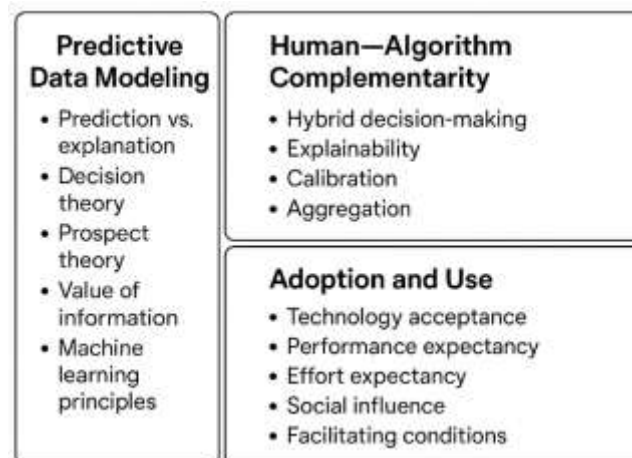 Predictive
Data Modeling
• Prediction vs.
explanation
• Decision
theory
• Prospect
theory
• Value of
information
• Machine
learning
principles
Human—Algorithm
Complementarity
• Hybrid decision-making
• Explainability
• Calibration
• Aggregation
Adoption and Use
• Technology acceptance
• Performance expectancy
• Effort expectancy
• Social influence
• Facilitating conditions